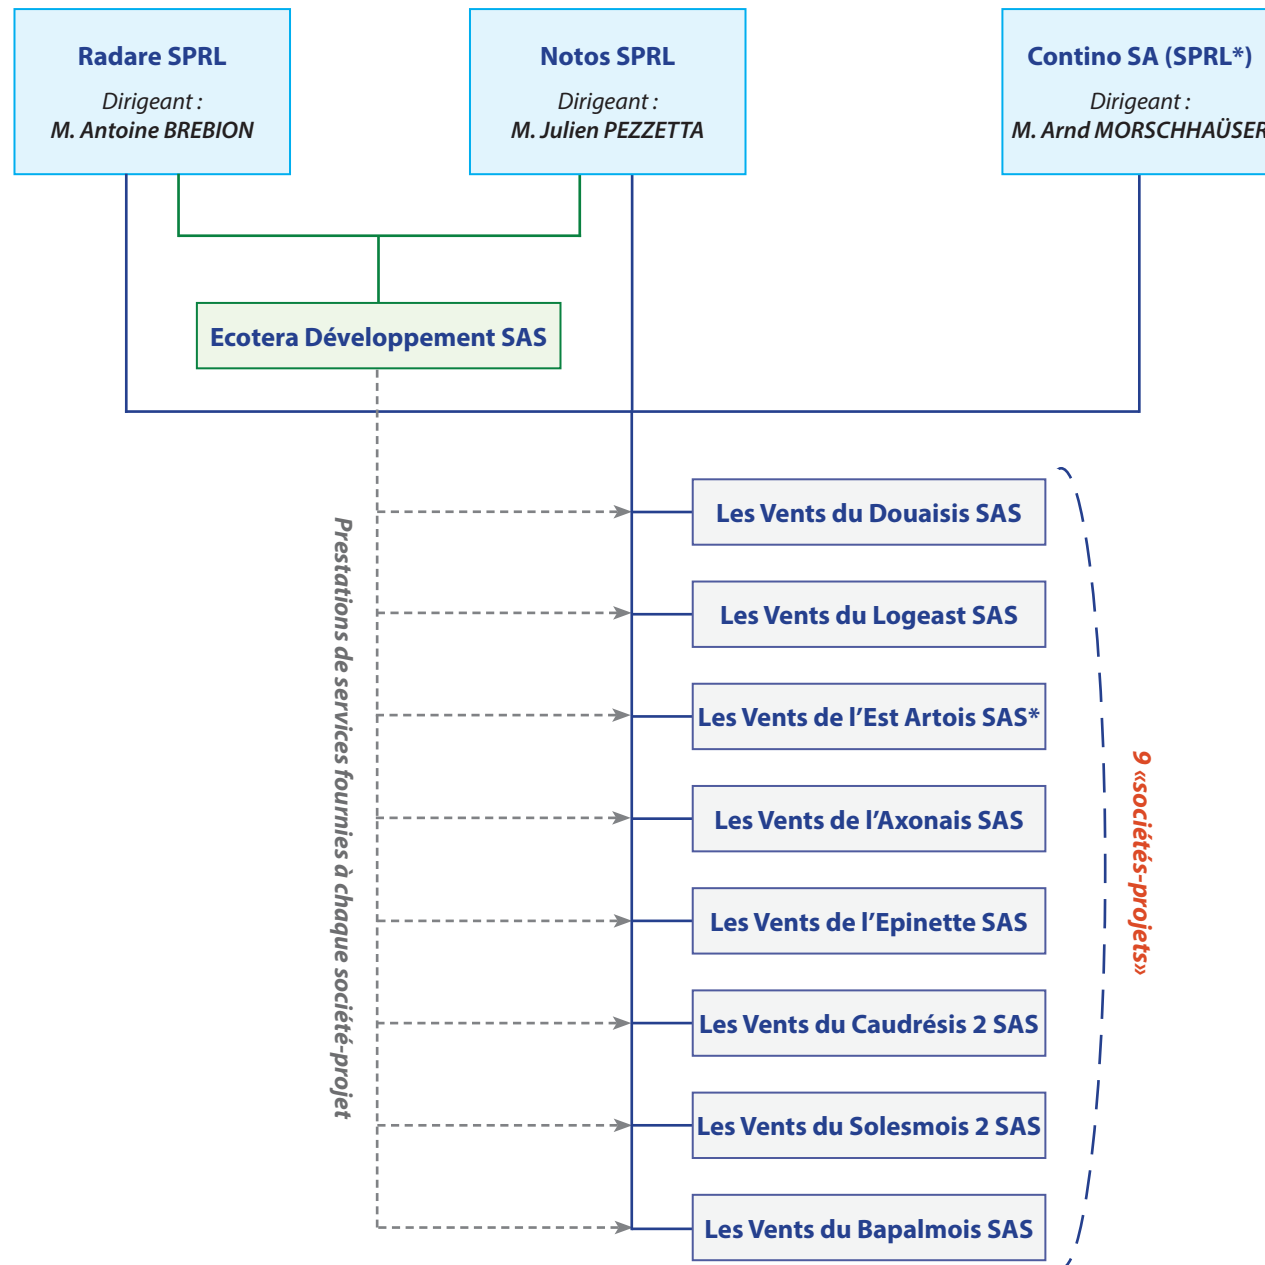 Radare SPRL
Dirigeant :
M. Antoine BREBION
Notos SPRL
Dirigeant :
M. Julien PEZZETTA
Contino SA (SPRL*)
Dirigeant :
M. Arnd MORSCHHAÜSER
Ecotera Développement SAS
Prestations de services fournies à chaque société-projet
Les Vents du Douaisis SAS
Les Vents du Logeast SAS
Les Vents de l’Est Artois SAS*
Les Vents de l’Axonais SAS
Les Vents de l’Epinette SAS
Les Vents du Caudrésis 2 SAS
Les Vents du Solesmois 2 SAS
Les Vents du Bapalmois SAS
9 «sociétés-projets»